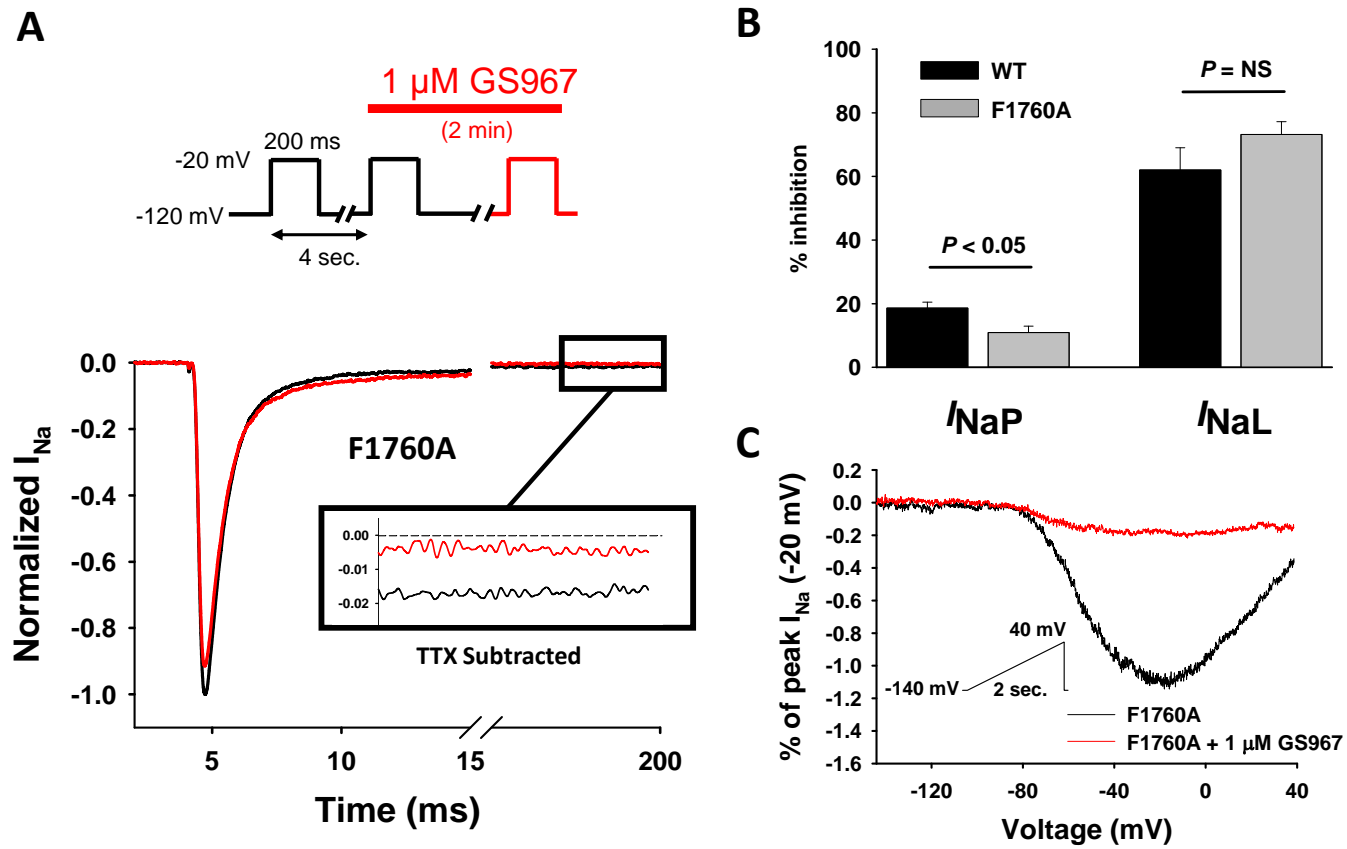 A
1 µM GS967
(2 min)
200 ms
-20 mV
-120 mV
4 sec.
0.0
-0.2
-0.4
-0.6
-0.8
-1.0
Normalized INa
F1760A
0.00
-0.01
-0.02
TTX Subtracted
5
10
15
200
Time (ms)
B
100
80
60
40
20
0
% inhibition
WT
F1760A
P = NS
P < 0.05
INaP
INaL
C
0.2
0.0
-0.2
-0.4
-0.6
-0.8
-1.0
-1.2
-1.4
-1.6
% of peak INa (-20 mV)
40 mV
-140 mV
2 sec.
F1760A
F1760A + 1 µM GS967
-120
-80
-40
0
40
Voltage (mV)